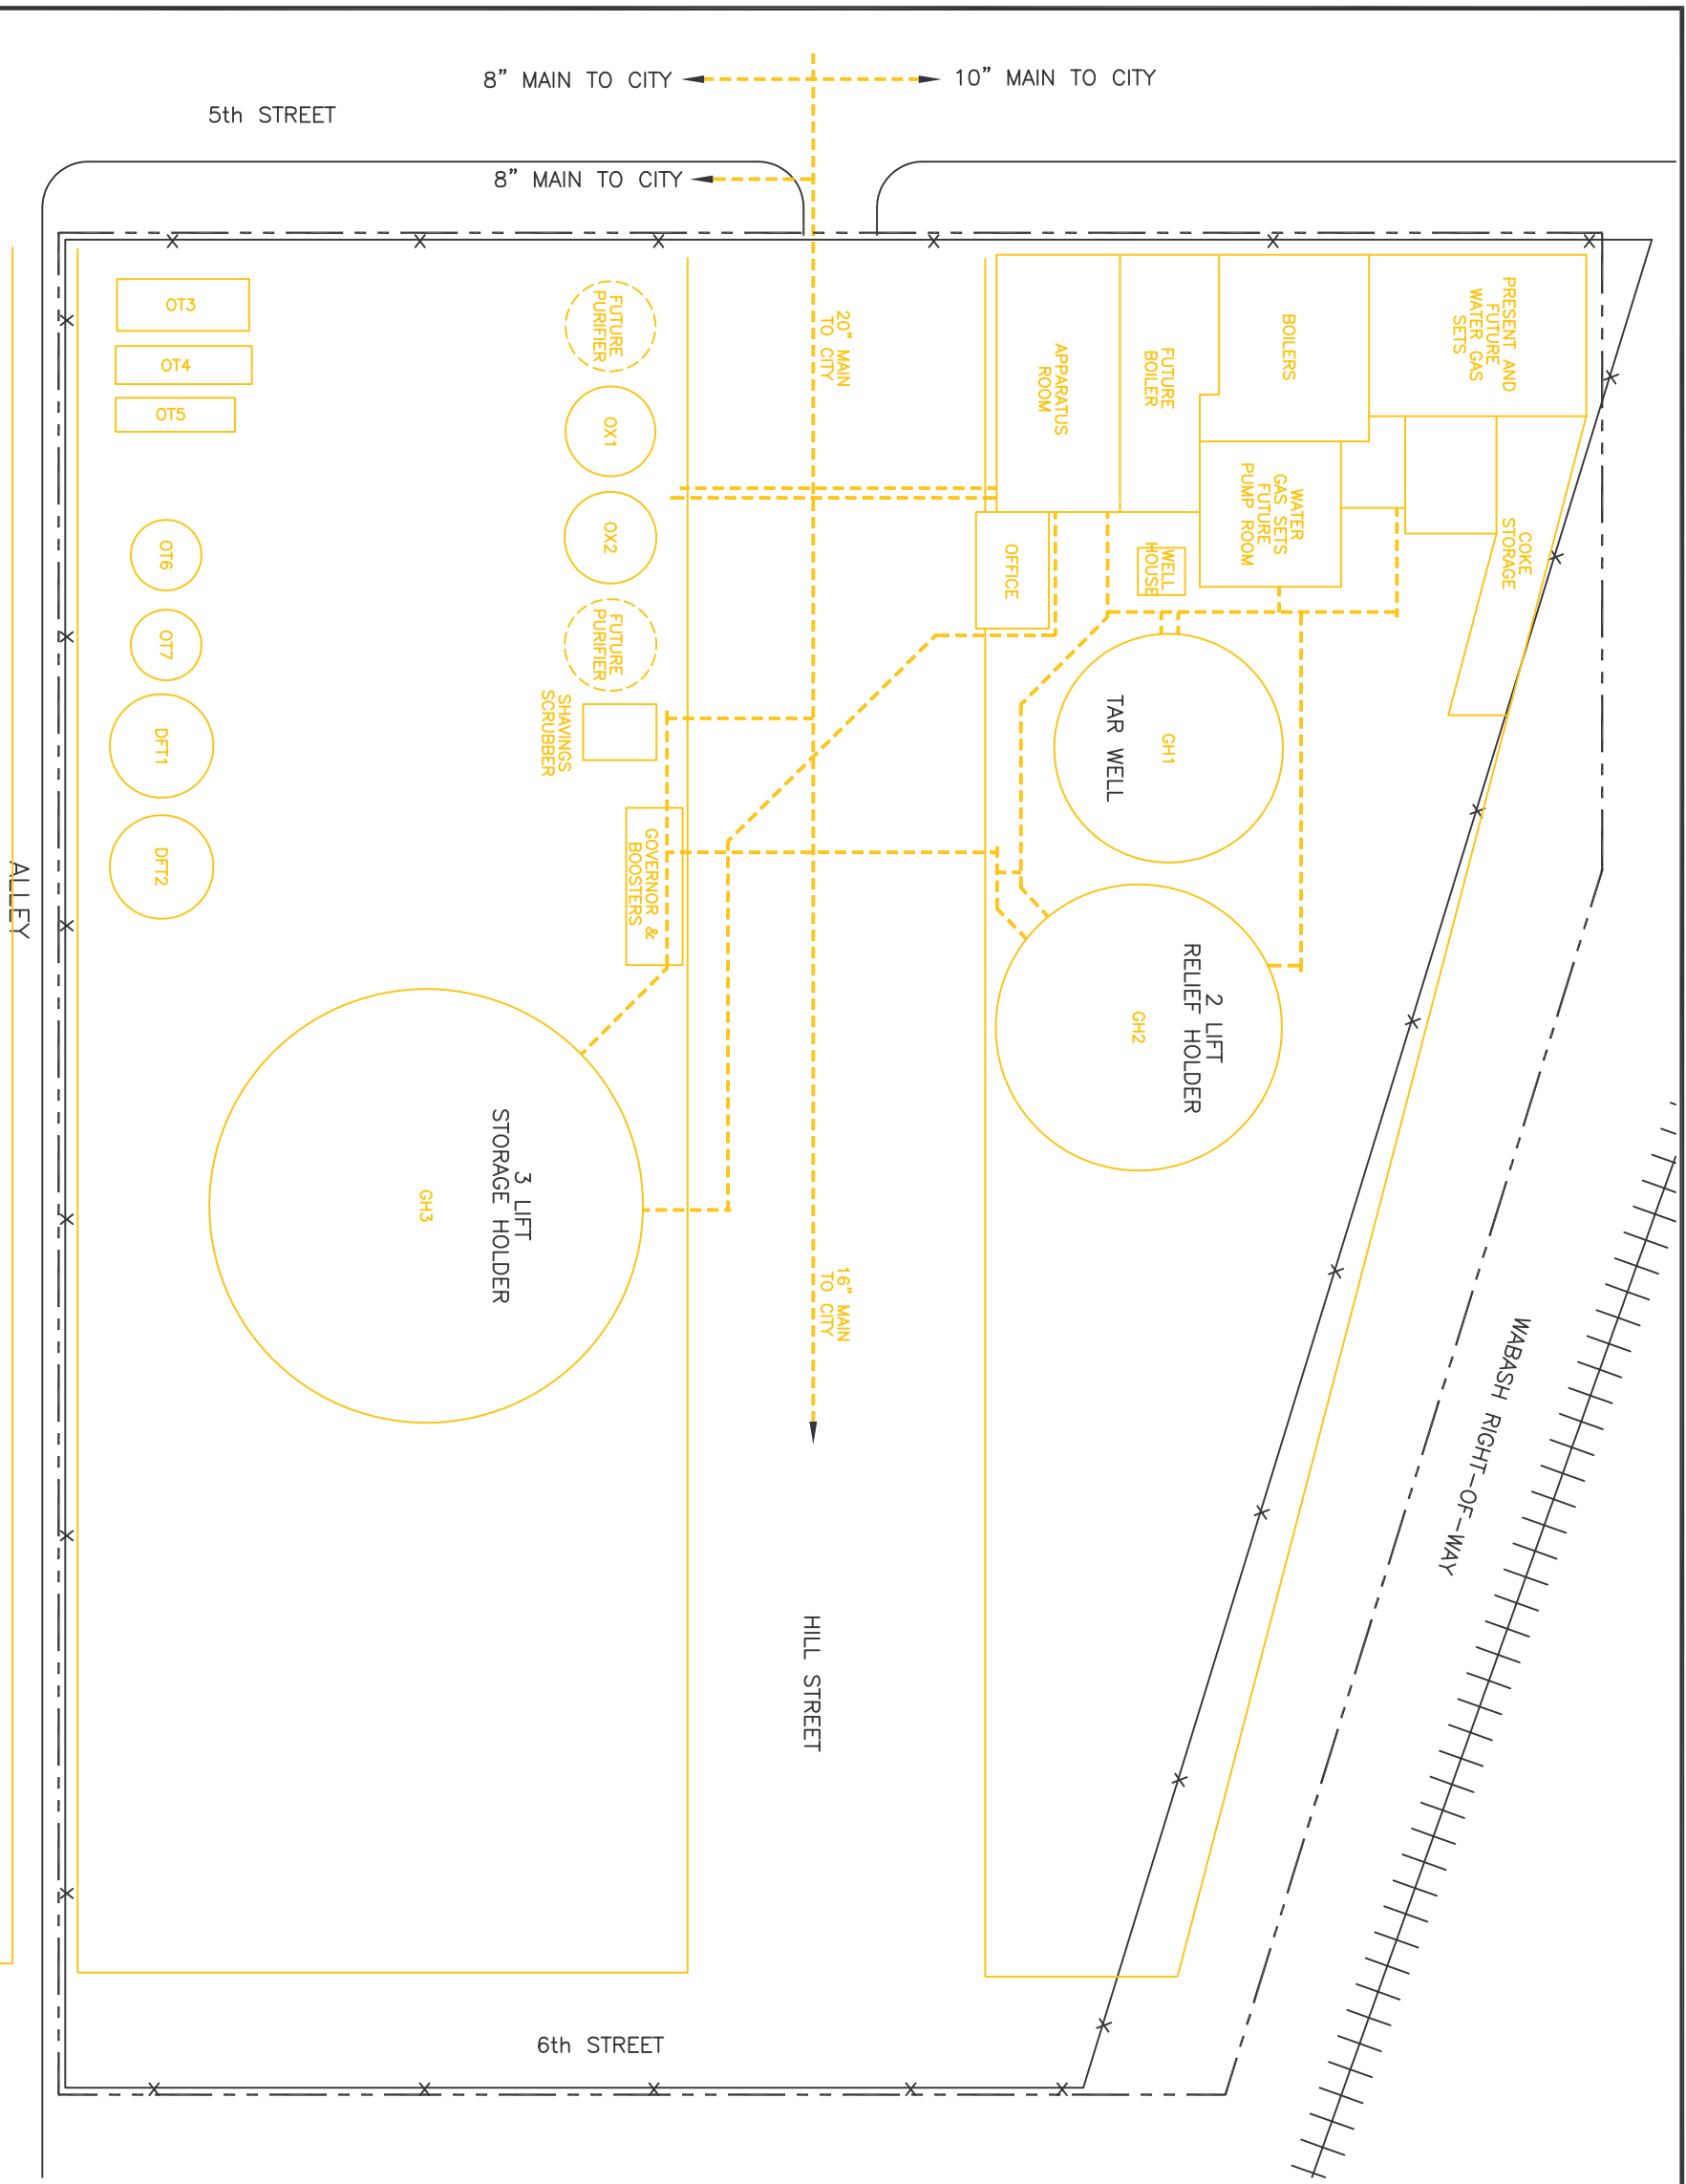 8” MAIN TO CITY
10” MAIN TO CITY
5th STREET
8” MAIN TO CITY
OT3
OT4
OT5
FUTURE
PURIFIER
20” MAIN
TO CITY
APPARATUS
ROOM
FUTURE
BOILER
BOILERS
PRESENT AND
FUTURE
WATER GAS
SETS
OX1
OX2
WATER
GAS SETS
FUTURE
PUMP ROOM
COKE
STORAGE
OFFICE
WELL
HOUSE
OT6
OT7
FUTURE
PURIFIER
SHAVINGS
SCRUBBER
DFT1
DFT2
TAR WELL
GH1
GOVERNOR &
BOOSTERS
ALLEY
2 LIFT
RELIEF HOLDER
GH2
3 LIFT
STORAGE HOLDER
GH3
16” MAIN
TO CITY
WABASH RIGHT-OF-WAY
HILL STREET
6th STREET